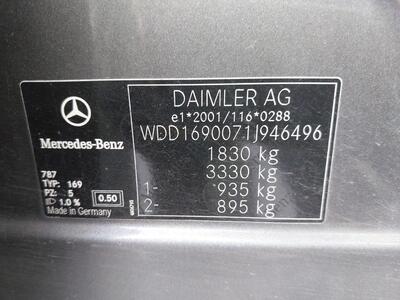 DAIMLER AG
e1*2001/116*0288
WDD1690071J946496
1830 kg
3330 kg
1- 935 kg
2- 895 kg
Mercedes-Benz
787
TYP: 169
PZ: 5
1.0 % 0.50
Made in Germany